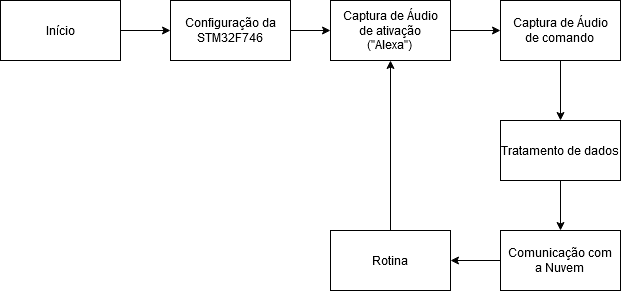 Início
Configuração da
STM32F746
Captura de Áudio
de ativação
("Alexa")
Captura de Áudio
de comando
Tratamento de dados
Comunicação com
a Nuvem
Rotina